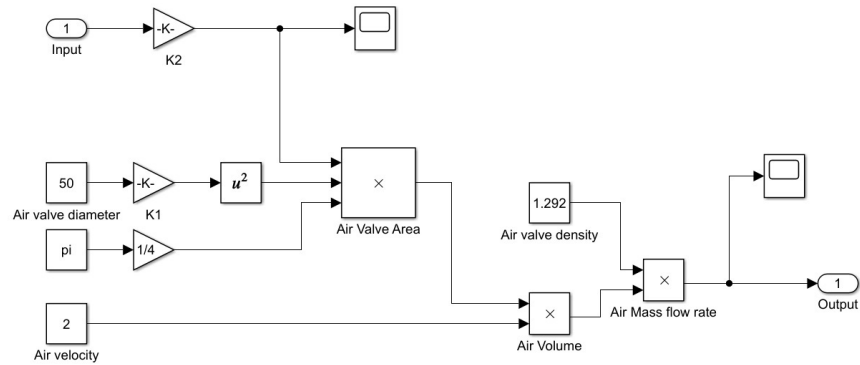 1
Input
-K-
K2
50
Air valve diameter
-K-
K1
u²
×
Air Valve Area
pi
1/4
2
Air velocity
1.292
Air valve density
×
Air Volume
×
Air Mass flow rate
1
Output